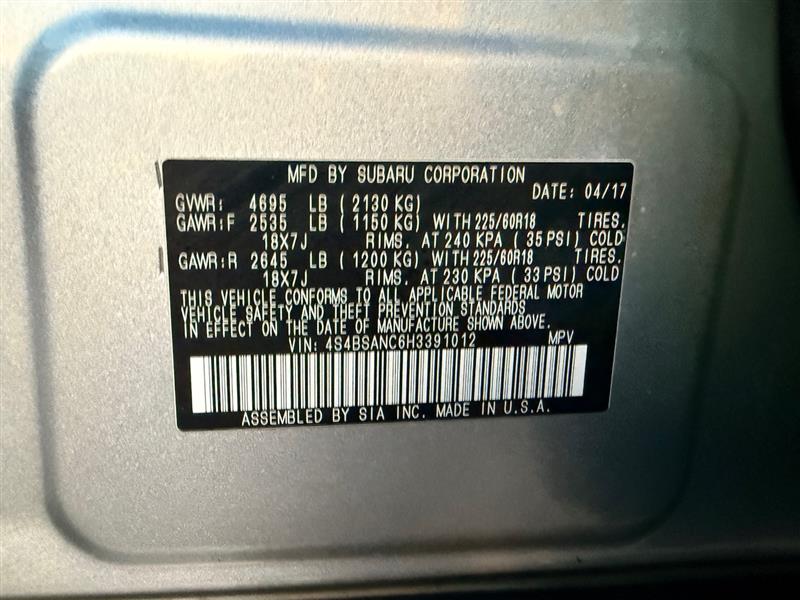 MFD BY SUBARU CORPORATION
DATE: 04/17
GVWR: 4695 LB ( 2130 KG)
GAWR:F 2535 LB ( 1150 KG) WITH 225/60R18 TIRES.
18X7J RIMS. AT 240 KPA ( 35 PSI) COLD
GAWR:R 2645 LB ( 1200 KG) WITH 225/60R18 TIRES.
18X7J RIMS. AT 230 KPA ( 33 PSI) COLD
THIS VEHICLE CONFORMS TO ALL APPLICABLE FEDERAL MOTOR
VEHICLE SAFETY AND THEFT PREVENTION STANDARDS
IN EFFECT ON THE DATE OF MANUFACTURE SHOWN ABOVE.
VIN: 4S4BSANC6H3391012 MPV
ASSEMBLED BY SIA INC. MADE IN U.S.A.